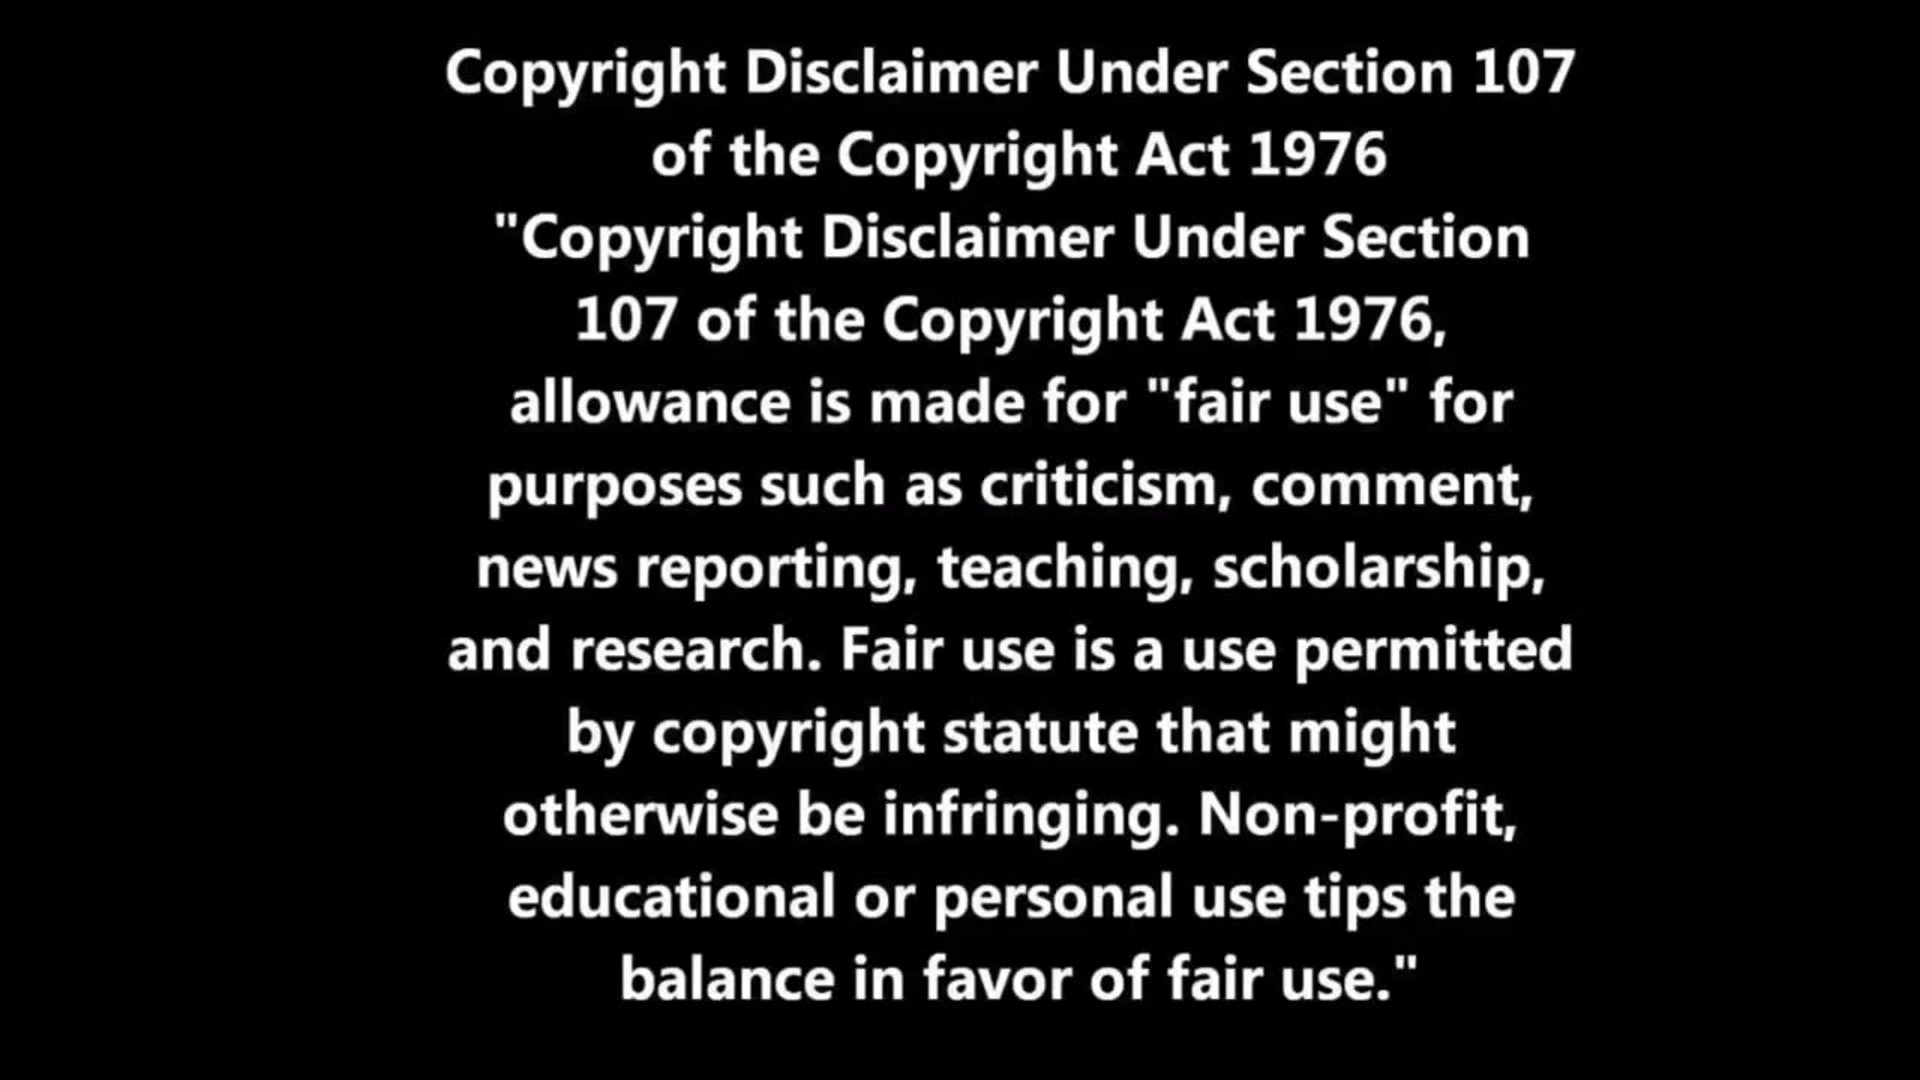 Copyright Disclaimer Under Section 107
of the Copyright Act 1976
"Copyright Disclaimer Under Section
107 of the Copyright Act 1976,
allowance is made for "fair use" for
purposes such as criticism, comment,
news reporting, teaching, scholarship,
and research. Fair use is a use permitted
by copyright statute that might
otherwise be infringing. Non-profit,
educational or personal use tips the
balance in favor of fair use."